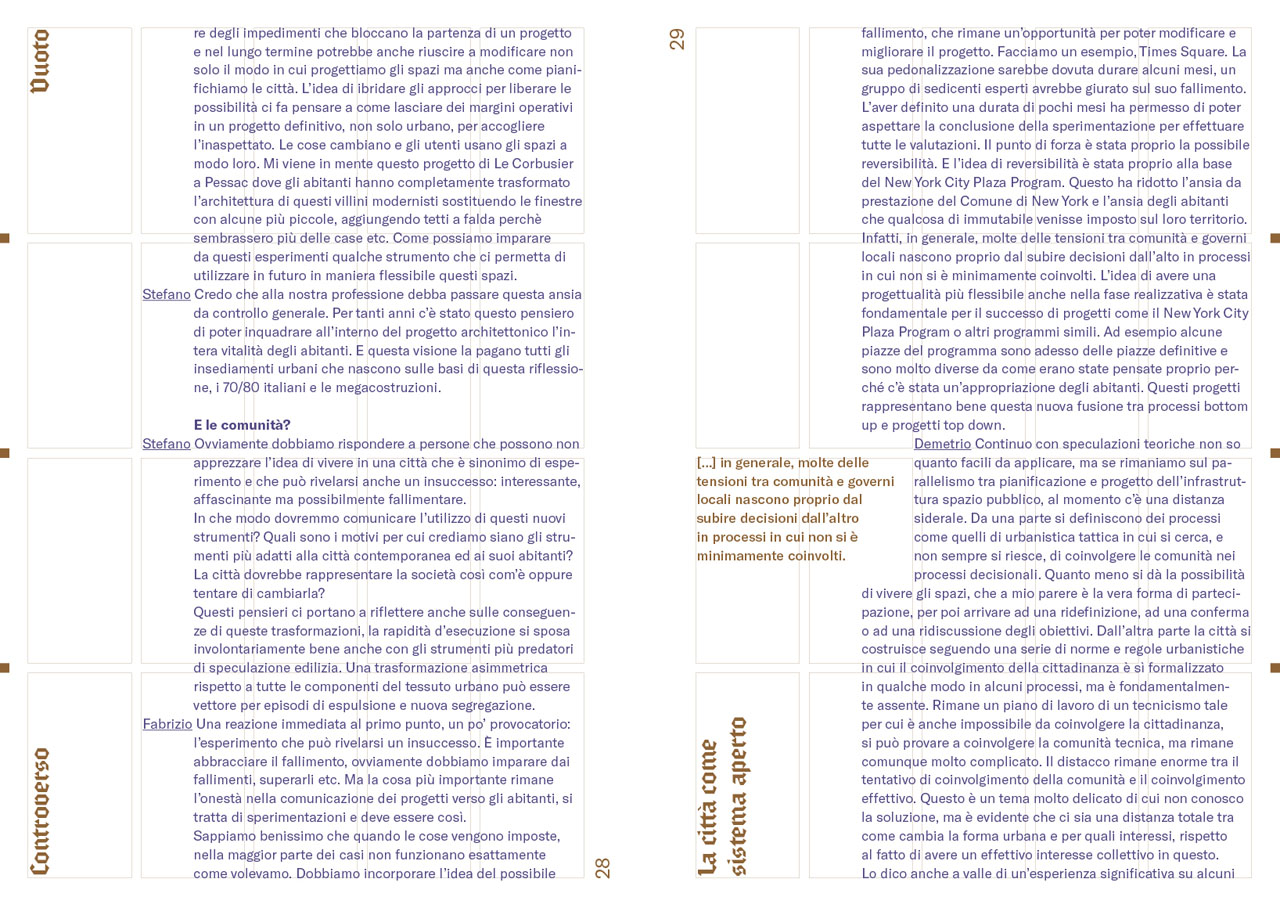 Vuoto
re degli impedimenti che bloccano la partenza di un progetto
e nel lungo termine potrebbe anche riuscire a modificare non
solo il modo in cui progettiamo gli spazi ma anche come piani-
fichiamo le città. L’idea di ibridare gli approcci per liberare le
possibilità ci fa pensare a come lasciare dei margini operativi
in un progetto definitivo, non solo urbano, per accogliere
l’inaspettato. Le cose cambiano e gli utenti usano gli spazi a
modo loro. Mi viene in mente questo progetto di Le Corbusier
a Pessac dove gli abitanti hanno completamente trasformato
l’architettura di questi villini modernisti sostituendo le finestre
con alcune più piccole, aggiungendo tetti a falda perchè
sembrassero più delle case etc. Come possiamo imparare
da questi esperimenti qualche strumento che ci permetta di
utilizzare in futuro in maniera flessibile questi spazi.
Stefano Credo che alla nostra professione debba passare questa ansia
da controllo generale. Per tanti anni c’è stato questo pensiero
di poter inquadrare all’interno del progetto architettonico l’in-
tera vitalità degli abitanti. E questa visione la pagano tutti gli
insediamenti urbani che nascono sulle basi di questa riflessio-
ne, i 70/80 italiani e le megacostruzioni.
E le comunità?
Stefano Ovviamente dobbiamo rispondere a persone che possono non
apprezzare l’idea di vivere in una città che è sinonimo di espe-
rimento e che può rivelarsi anche un insuccesso: interessante,
affascinante ma possibilmente fallimentare.
In che modo dovremmo comunicare l’utilizzo di questi nuovi
strumenti? Quali sono i motivi per cui crediamo siano gli stru-
menti più adatti alla città contemporanea ed ai suoi abitanti?
La città dovrebbe rappresentare la società così com’è oppure
tentare di cambiarla?
Questi pensieri ci portano a riflettere anche sulle conseguen-
ze di queste trasformazioni, la rapidità d’esecuzione si sposa
involontariamente bene anche con gli strumenti più predatori
di speculazione edilizia. Una trasformazione asimmetrica
rispetto a tutte le componenti del tessuto urbano può essere
vettore per episodi di espulsione e nuova segregazione.
Fabrizio Una reazione immediata al primo punto, un po’ provocatorio:
l’esperimento che può rivelarsi un insuccesso. È importante
abbracciare il fallimento, ovviamente dobbiamo imparare dai
fallimenti, superarli etc. Ma la cosa più importante rimane
l’onestà nella comunicazione dei progetti verso gli abitanti, si
tratta di sperimentazioni e deve essere così.
Sappiamo benissimo che quando le cose vengono imposte,
nella maggior parte dei casi non funzionano esattamente
come volevamo. Dobbiamo incorporare l’idea del possibile
Controverso
28
29
fallimento, che rimane un’opportunità per poter modificare e
migliorare il progetto. Facciamo un esempio, Times Square. La
sua pedonalizzazione sarebbe dovuta durare alcuni mesi, un
gruppo di sedicenti esperti avrebbe giurato sul suo fallimento.
L’aver definito una durata di pochi mesi ha permesso di poter
aspettare la conclusione della sperimentazione per effettuare
tutte le valutazioni. Il punto di forza è stata proprio la possibile
reversibilità. E l’idea di reversibilità è stata proprio alla base
del New York City Plaza Program. Questo ha ridotto l’ansia da
prestazione del Comune di New York e l’ansia degli abitanti
che qualcosa di immutabile venisse imposto sul loro territorio.
Infatti, in generale, molte delle tensioni tra comunità e governi
locali nascono proprio dal subire decisioni dall’alto in processi
in cui non si è minimamente coinvolti. L’idea di avere una
progettualità più flessibile anche nella fase realizzativa è stata
fondamentale per il successo di progetti come il New York City
Plaza Program o altri programmi simili. Ad esempio alcune
piazze del programma sono adesso delle piazze definitive e
sono molto diverse da come erano state pensate proprio per-
ché c’è stata un’appropriazione degli abitanti. Questi progetti
rappresentano bene questa nuova fusione tra processi bottom
up e progetti top down.
Demetrio Continuo con speculazioni teoriche non so
quanto facili da applicare, ma se rimaniamo sul pa-
rallelismo tra pianificazione e progetto dell’infrastrut-
tura spazio pubblico, al momento c’è una distanza
siderale. Da una parte si definiscono dei processi
come quelli di urbanistica tattica in cui si cerca, e
non sempre si riesce, di coinvolgere le comunità nei
processi decisionali. Quanto meno si dà la possibilità
di vivere gli spazi, che a mio parere è la vera forma di parteci-
pazione, per poi arrivare ad una ridefinizione, ad una conferma
o ad una ridiscussione degli obiettivi. Dall’altra parte la città si
costruisce seguendo una serie di norme e regole urbanistiche
in cui il coinvolgimento della cittadinanza è si formalizzato
in qualche modo in alcuni processi, ma è fondamentalmen-
te assente. Rimane un piano di lavoro di un tecnicismo tale
per cui è anche impossibile da coinvolgere la cittadinanza,
si può provare a coinvolgere la comunità tecnica, ma rimane
comunque molto complicato. Il distacco rimane enorme tra il
tentativo di coinvolgimento della comunità e il coinvolgimento
effettivo. Questo è un tema molto delicato di cui non conosco
la soluzione, ma è evidente che ci sia una distanza totale tra
come cambia la forma urbana e per quali interessi, rispetto
al fatto di avere un effettivo interesse collettivo in questo.
Lo dico anche a valle di un’esperienza significativa su alcuni
[...] in generale, molte delle
tensioni tra comunità e governi
locali nascono proprio dal
subire decisioni dall’altro
in processi in cui non si è
minimamente coinvolti.
La città come
sistema aperto